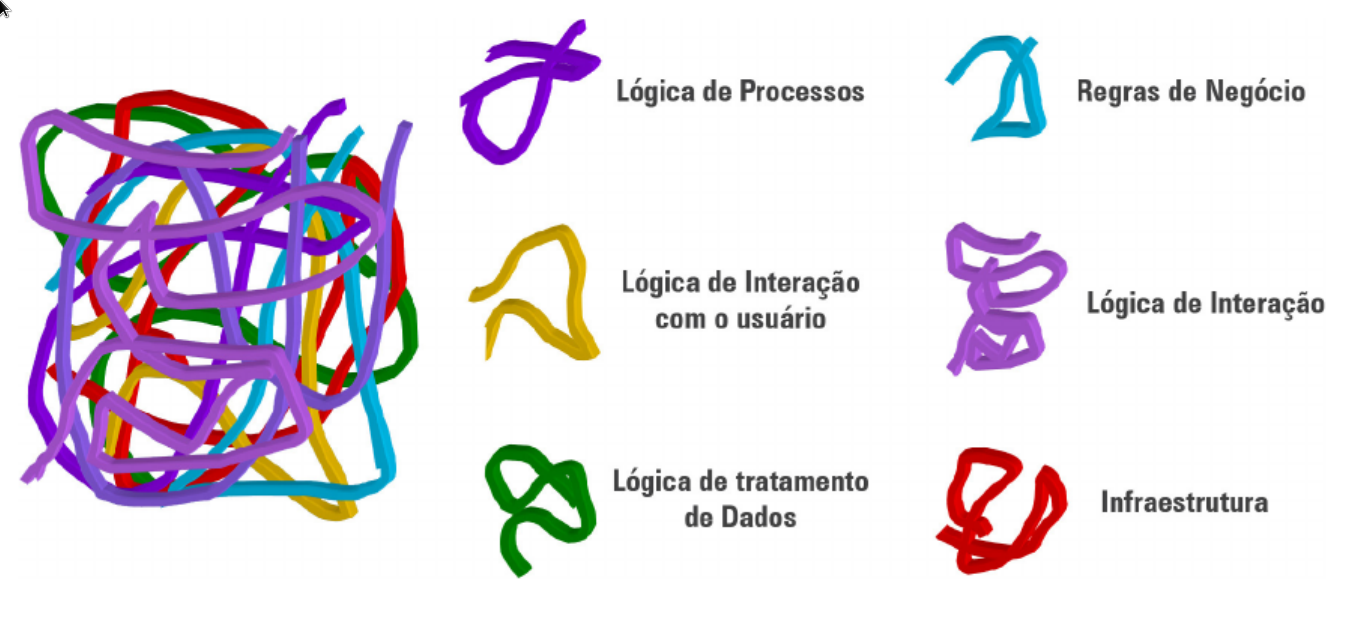 Lógica de Processos
Regras de Negócio
Lógica de Interação
com o usuário
Lógica de Interação
Lógica de tratamento
de Dados
Infraestrutura